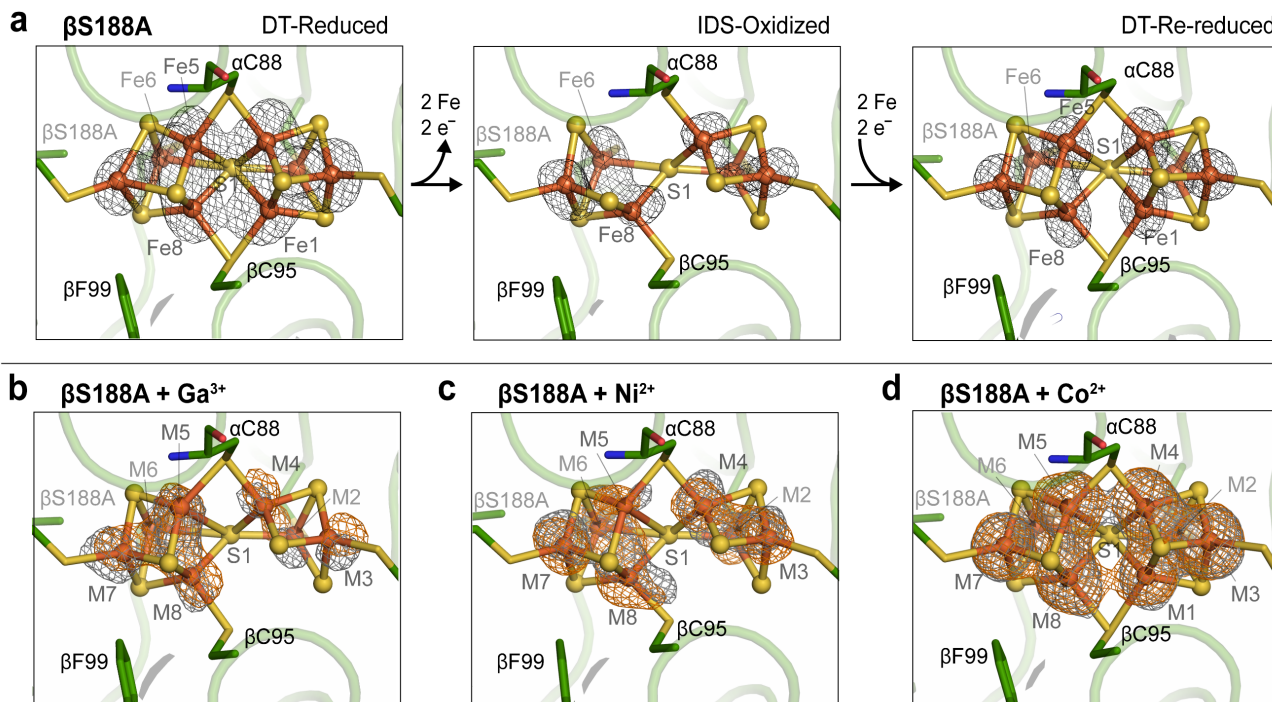 a βS188A DT-Reduced IDS-Oxidized DT-Re-reduced
Fe5 αC88 αC88 αC88
Fe6 Fe6 Fe6 Fe5
βS188A βS188A βS188A
2 Fe 2 Fe
2 e⁻ 2 e⁻
S1 S1 S1
Fe8 Fe1 Fe8 Fe8 Fe1
βC95 βC95
βF99 βF99 βF99
b βS188A + Ga³⁺ c βS188A + Ni²⁺ d βS188A + Co²⁺
M5 αC88 M5 αC88 M5 αC88
M6 M4 M6 M4 M6 M4
βS188A M2 βS188A M2 βS188A M2
S1 S1 S1
M7 M3 M7 M3 M7 M3
M8 M8 M8 M1
βC95 βC95 βC95
βF99 βF99 βF99